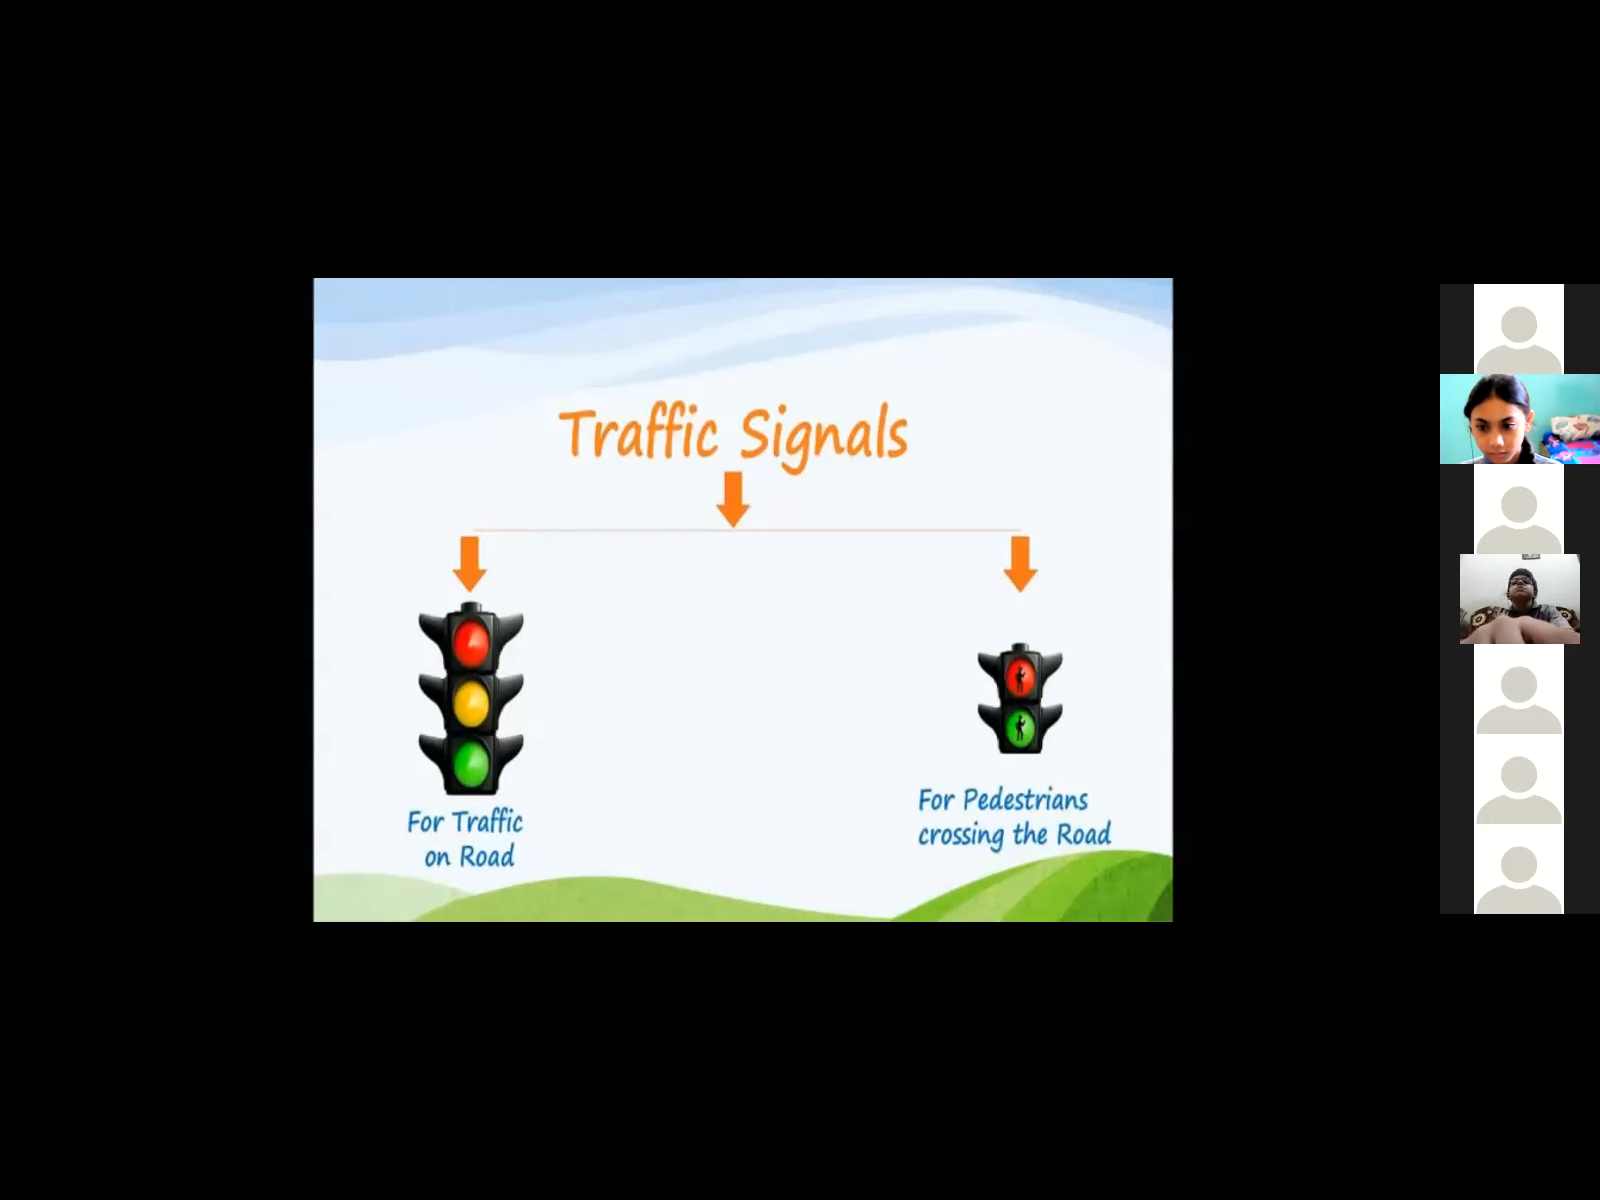 Traffic Signals
For Traffic
on Road
For Pedestrians
crossing the Road